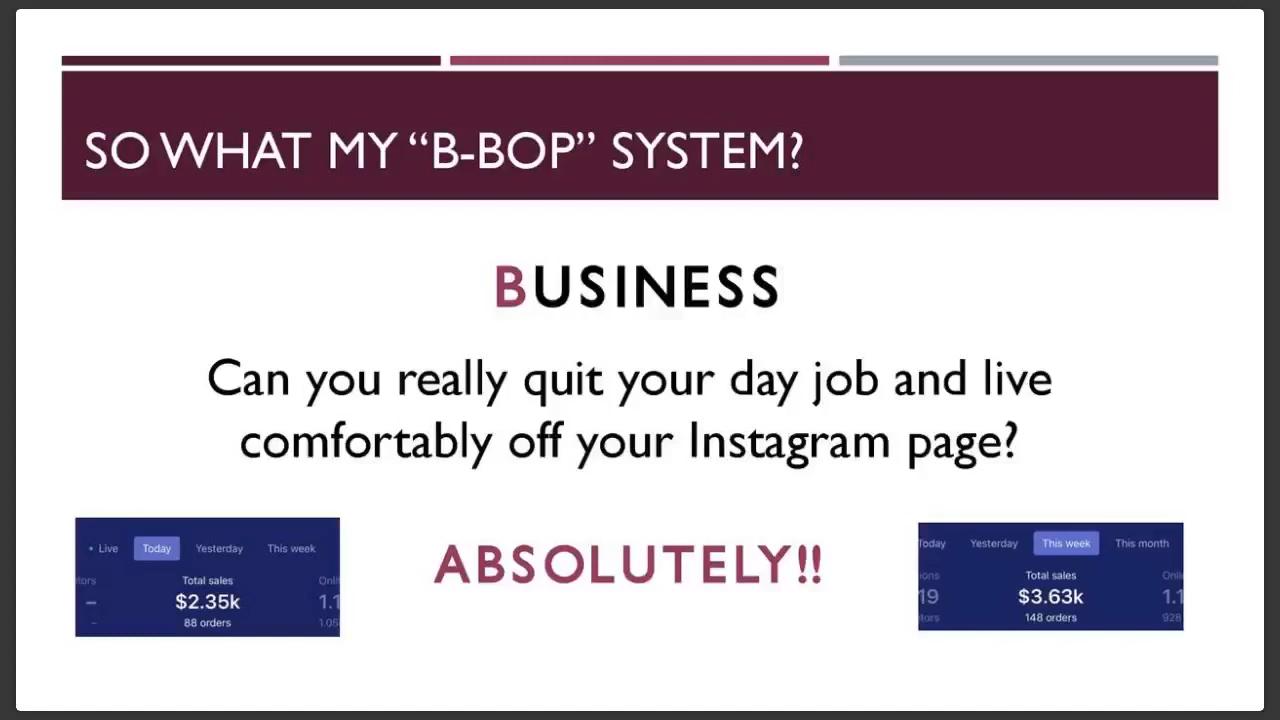 SO WHAT MY “B-BOP” SYSTEM?
BUSINESS
Can you really quit your day job and live
comfortably off your Instagram page?
ABSOLUTELY!!
• Live Today Yesterday This week
Total sales
$2.35k
88 orders
Today Yesterday This week This month
Total sales
$3.63k
148 orders